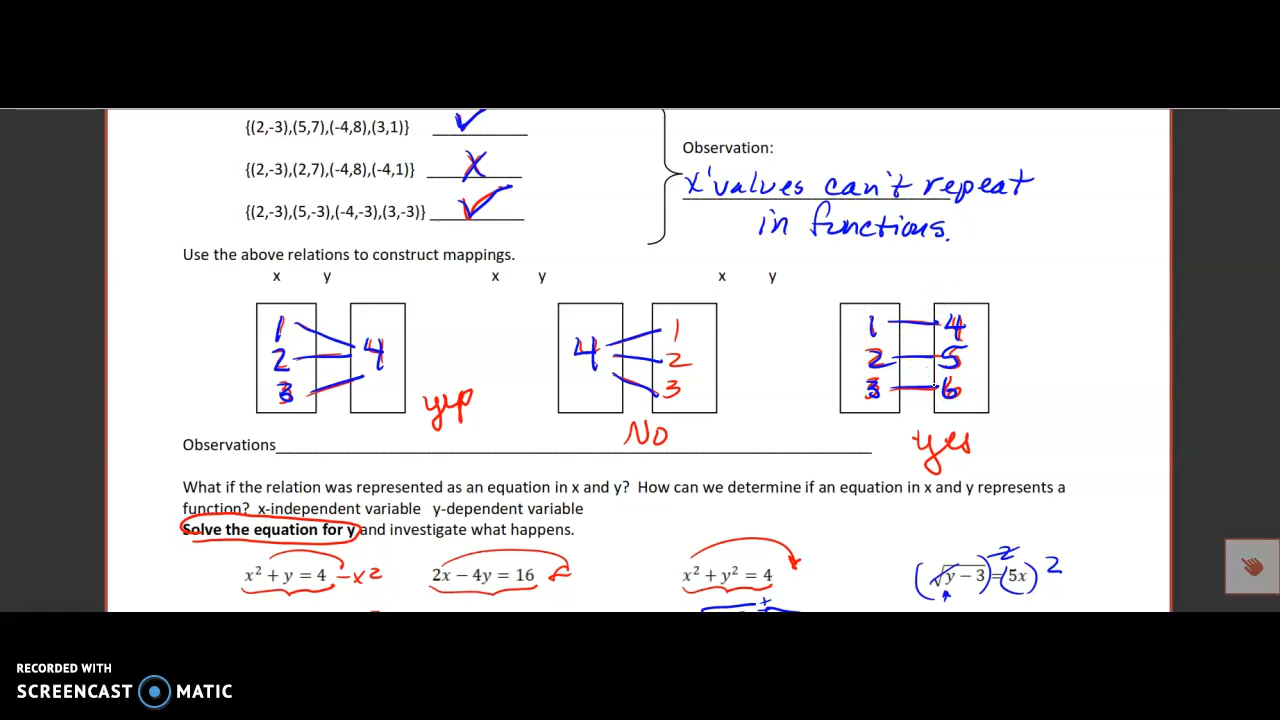 {(2,-3),(5,7),(-4,8),(3,1)} ✓
Observation:
{(2,-3),(2,7),(-4,8),(-4,1)} X
x'values can't repeat
{(2,-3),(5,-3),(-4,-3),(3,-3)} ✓
in functions.
Use the above relations to construct mappings.
x y x y x y
1 4 1 1 4
2 4 2 2 5
3 3 3 6
yup No yes
Observations
What if the relation was represented as an equation in x and y? How can we determine if an equation in x and y represents a
function? x-independent variable y-dependent variable
Solve the equation for y and investigate what happens.
x² + y = 4 -x2 2x − 4y = 16 x² + y² = 4 (√y − 3)2 = (5x)2
±
RECORDED WITH
SCREENCAST MATIC